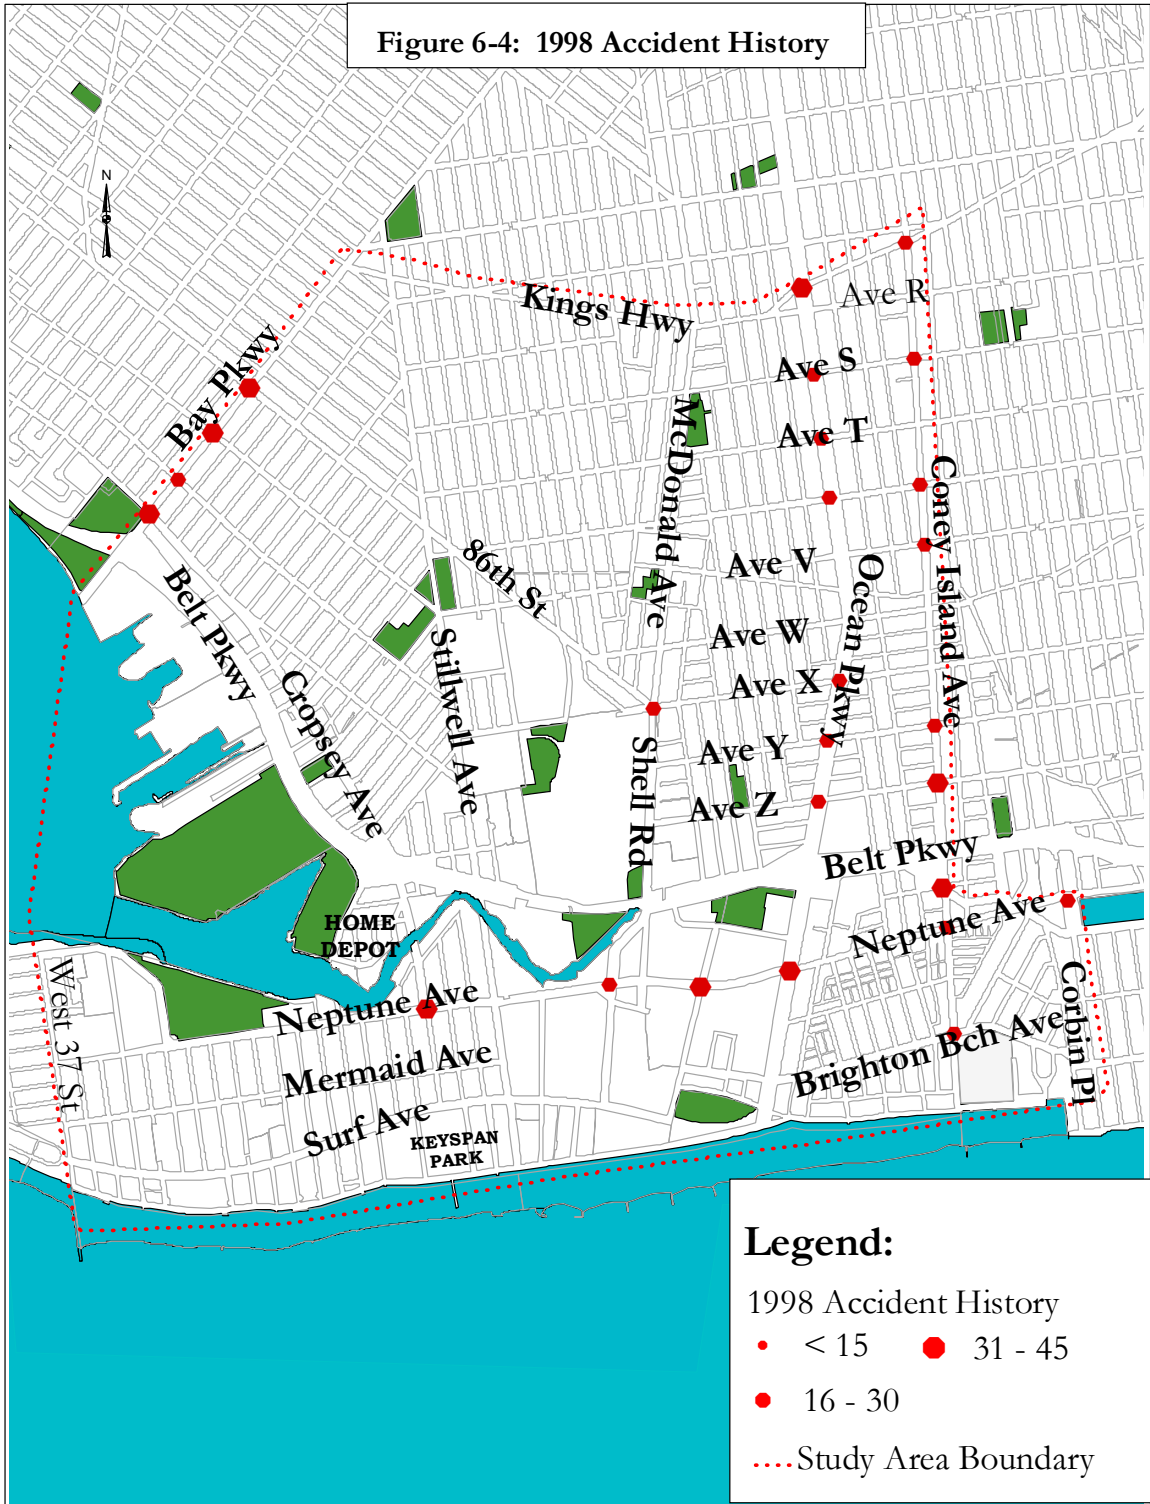 Figure 6-4: 1998 Accident History
N
Kings Hwy
Ave R
Bay Pkwy
Ave S
McDonald Ave
Ave T
Coney Island Ave
86th St
Ave V
Ocean Pkwy
Belt Pkwy
Stillwell Ave
Ave W
Cropsey Ave
Ave X
Shell Rd
Ave Y
Ave Z
Belt Pkwy
HOME
DEPOT
Neptune Ave
West 37 St
Neptune Ave
Corbin Pl
Mermaid Ave
Brighton Bch Ave
Surf Ave
KEYSPAN
PARK
Legend:
1998 Accident History
< 15
31 - 45
16 - 30
Study Area Boundary